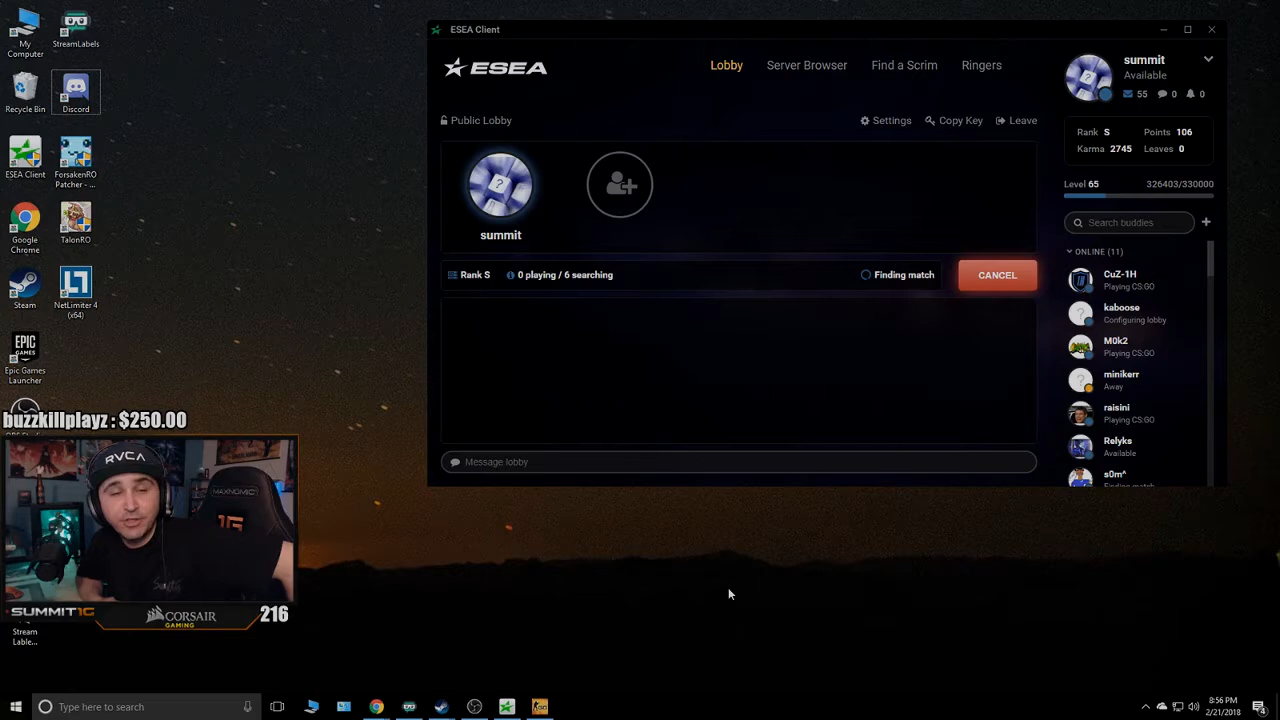 My Computer
StreamLabels
Recycle Bin
Discord
ESEA Client
ForsakenRO Patcher - ...
Google Chrome
TalonRO
Steam
NetLimiter 4 (x64)
EPIC GAMES
Epic Games Launcher
buzzkillplayz : $250.00
RVCA
MAXNOMIC
SUMMIT1G
CORSAIR
GAMING
216
Stream Lable...
ESEA Client
ESEA
Lobby
Server Browser
Find a Scrim
Ringers
summit
Available
55
0
0
Public Lobby
Settings
Copy Key
Leave
Rank S
Points 106
Karma 2745
Leaves 0
summit
Level 65
326403/330000
Search buddies
Rank S
0 playing / 6 searching
Finding match
CANCEL
ONLINE (11)
CuZ-1H
Playing CS:GO
kaboose
Configuring lobby
M0k2
Playing CS:GO
minikerr
Away
raisini
Playing CS:GO
Relyks
Available
s0m^
Finding match
Message lobby
Type here to search
8:56 PM
2/21/2018
4